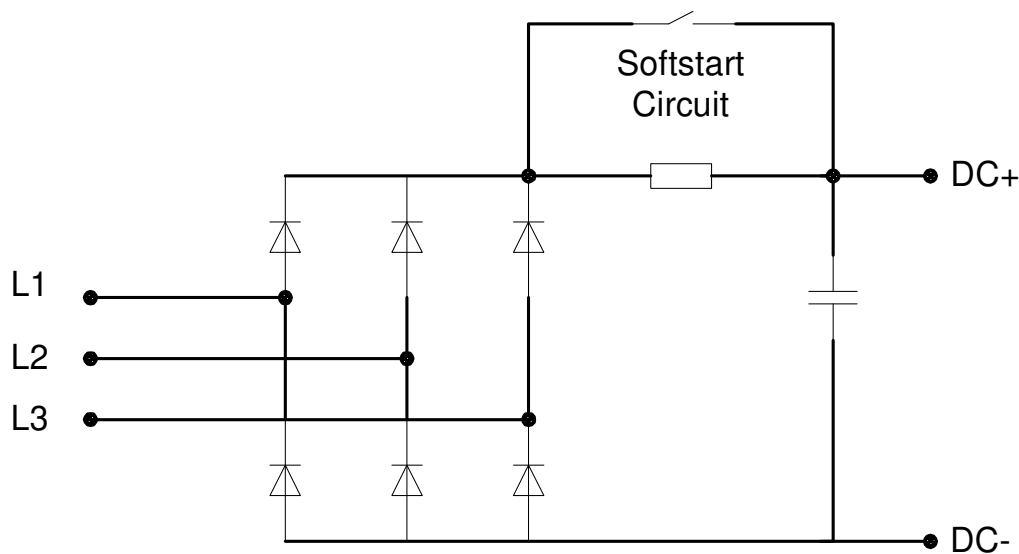 Softstart
Circuit
DC+
L1
L2
L3
DC-